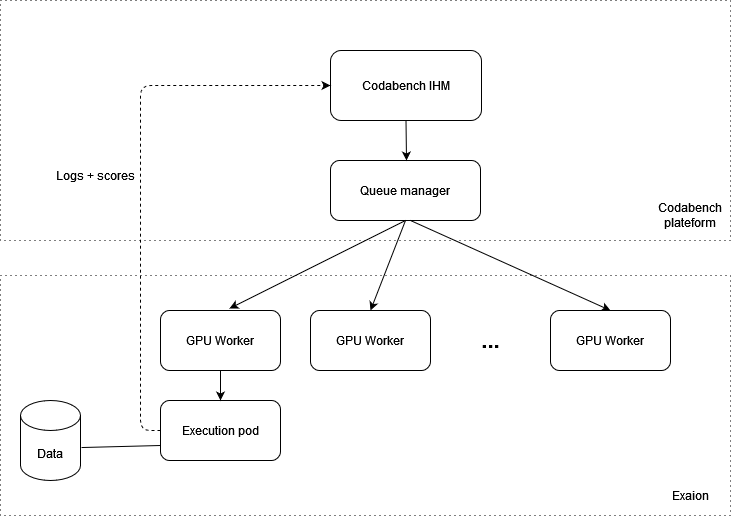 Codabench IHM
Logs + scores
Queue manager
Codabench
plateform
GPU Worker
GPU Worker
...
GPU Worker
Execution pod
Data
Exaion